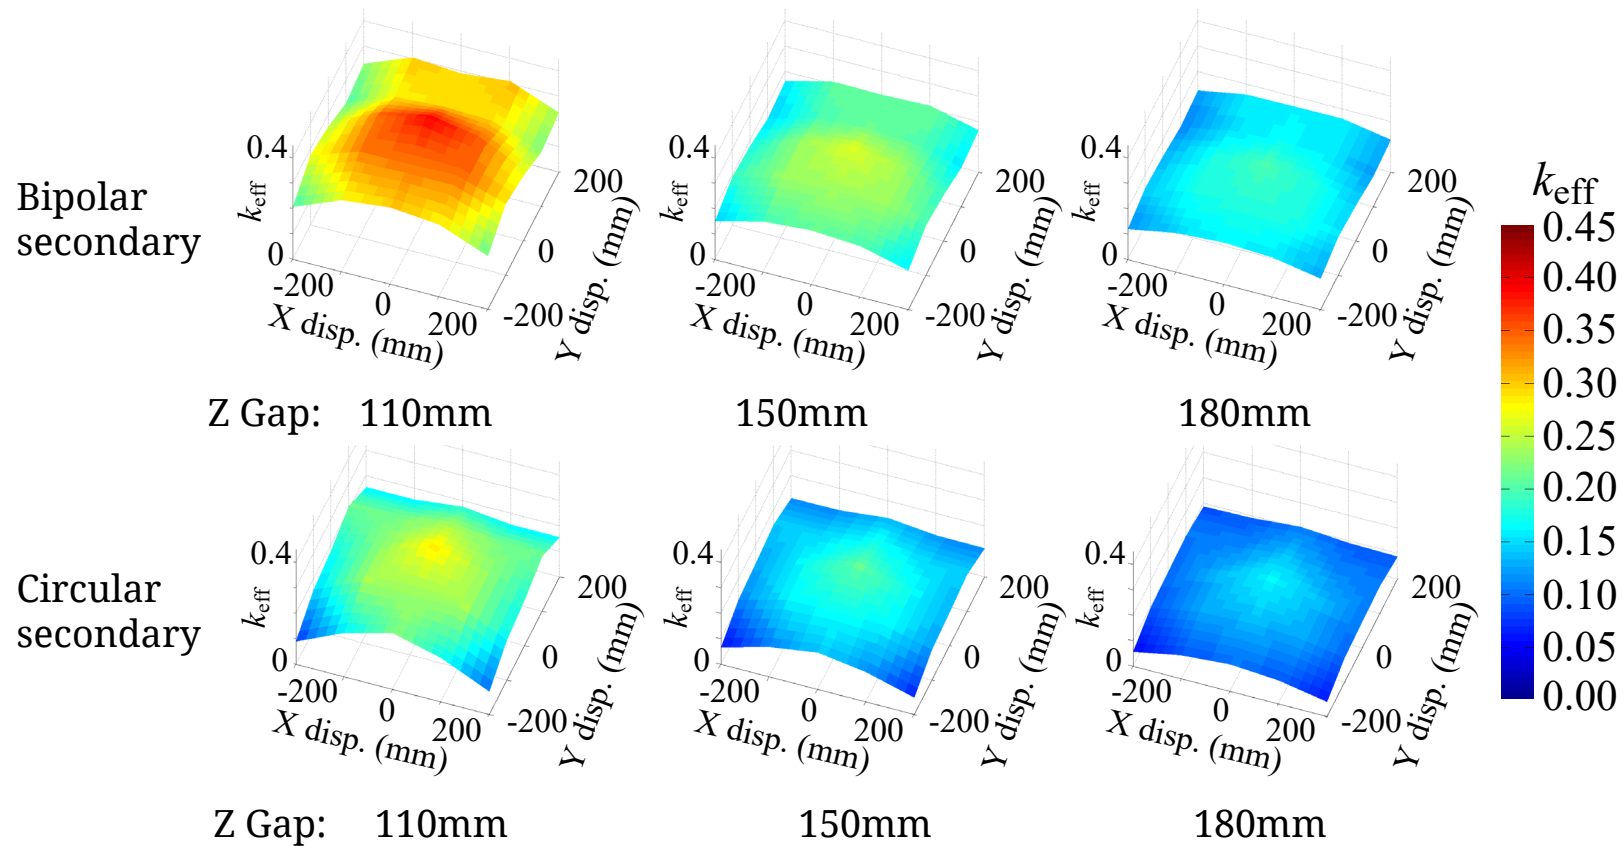 Bipolar
secondary
0.4
k_eff
0
-200
0
200
X disp. (mm)
-200
0
200
Y disp. (mm)
0.4
k_eff
0
-200
0
200
X disp. (mm)
-200
0
200
Y disp. (mm)
0.4
k_eff
0
-200
0
200
X disp. (mm)
-200
0
200
Y disp. (mm)
Z Gap: 110mm 150mm 180mm
Circular
secondary
0.4
k_eff
0
-200
0
200
X disp. (mm)
-200
0
200
Y disp. (mm)
0.4
k_eff
0
-200
0
200
X disp. (mm)
-200
0
200
Y disp. (mm)
0.4
k_eff
0
-200
0
200
X disp. (mm)
-200
0
200
Y disp. (mm)
Z Gap: 110mm 150mm 180mm
k_eff
0.45
0.40
0.35
0.30
0.25
0.20
0.15
0.10
0.05
0.00